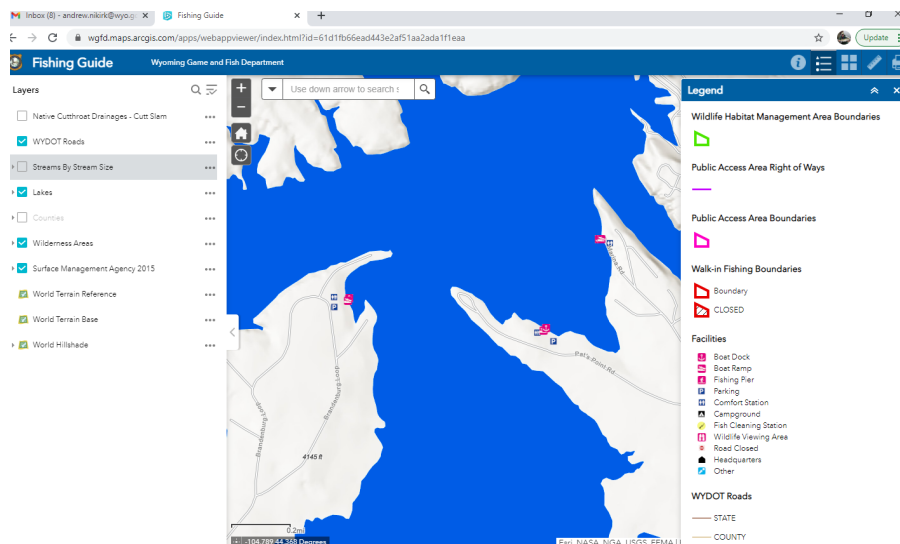 Inbox (8) - andrew.nikirk@wyo.g
Fishing Guide
wgfd.maps.arcgis.com/apps/webappviewer/index.html?id=61d1fb66ead443e2af51aa2ada1f1eaa
Update
Fishing Guide
Wyoming Game and Fish Department
Layers
Native Cutthroat Drainages - Cutt Slam
WYDOT Roads
Streams By Stream Size
Lakes
Counties
Wilderness Areas
Surface Management Agency 2015
World Terrain Reference
World Terrain Base
World Hillshade
Use down arrow to search s
Brandenburg Loop
Brandenburg Loop
4145 ft
Pat's Point Rd
Rd
0.2mi
-104.789 44.368 Degrees
Esri, NASA, NGA, USGS, FEMA |
Legend
Wildlife Habitat Management Area Boundaries
Public Access Area Right of Ways
Public Access Area Boundaries
Walk-in Fishing Boundaries
Boundary
CLOSED
Facilities
Boat Dock
Boat Ramp
Fishing Pier
P Parking
Comfort Station
Campground
Fish Cleaning Station
Wildlife Viewing Area
Road Closed
Headquarters
Other
WYDOT Roads
STATE
COUNTY